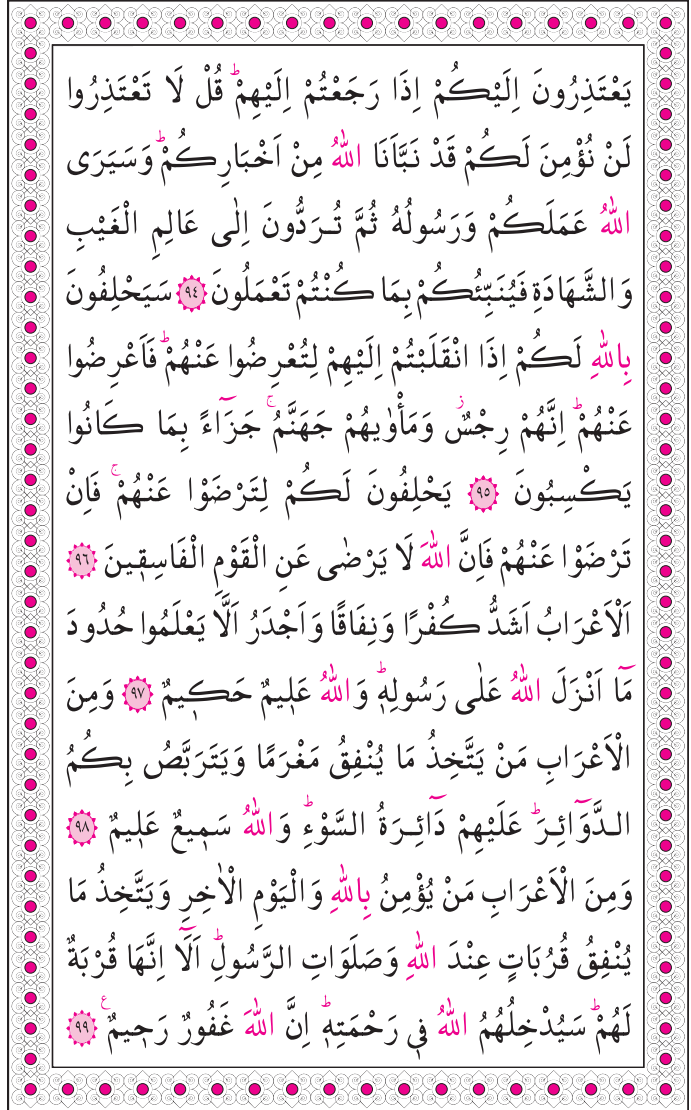 يَعْتَذِرُونَ اِلَيْكُمْ اِذَا رَجَعْتُمْ اِلَيْهِمْۜ قُلْ لَا تَعْتَذِرُوا
لَنْ نُؤْمِنَ لَكُمْ قَدْ نَبَّاَنَا اللّٰهُ مِنْ اَخْبَارِكُمْۜ وَسَيَرَى
اللّٰهُ عَمَلَكُمْ وَرَسُولُهُ ثُمَّ تُرَدُّونَ اِلٰى عَالِمِ الْغَيْبِ
وَالشَّهَادَةِ فَيُنَبِّئُكُمْ بِمَا كُنْتُمْ تَعْمَلُونَ ﴿٩٤﴾ سَيَحْلِفُونَ
بِاللّٰهِ لَكُمْ اِذَا انْقَلَبْتُمْ اِلَيْهِمْ لِتُعْرِضُوا عَنْهُمْۜ فَاَعْرِضُوا
عَنْهُمْۜ اِنَّهُمْ رِجْسٌۘ وَمَأْوٰيهُمْ جَهَنَّمُۚ جَزَٓاءً بِمَا كَانُوا
يَكْسِبُونَ ﴿٩٥﴾ يَحْلِفُونَ لَكُمْ لِتَرْضَوْا عَنْهُمْۚ فَاِنْ
تَرْضَوْا عَنْهُمْ فَاِنَّ اللّٰهَ لَا يَرْضٰى عَنِ الْقَوْمِ الْفَاسِق۪ينَ ﴿٩٦﴾
اَلْاَعْرَابُ اَشَدُّ كُفْرًا وَنِفَاقًا وَاَجْدَرُ اَلَّا يَعْلَمُوا حُدُودَ
مَٓا اَنْزَلَ اللّٰهُ عَلٰى رَسُولِه۪ۜ وَاللّٰهُ عَل۪يمٌ حَك۪يمٌ ﴿٩٧﴾ وَمِنَ
الْاَعْرَابِ مَنْ يَتَّخِذُ مَا يُنْفِقُ مَغْرَمًا وَيَتَرَبَّصُ بِكُمُ
الدَّوَٓائِرَۜ عَلَيْهِمْ دَٓائِرَةُ السَّوْءِۜ وَاللّٰهُ سَم۪يعٌ عَل۪يمٌ ﴿٩٨﴾
وَمِنَ الْاَعْرَابِ مَنْ يُؤْمِنُ بِاللّٰهِ وَالْيَوْمِ الْاٰخِرِ وَيَتَّخِذُ مَا
يُنْفِقُ قُرُبَاتٍ عِنْدَ اللّٰهِ وَصَلَوَاتِ الرَّسُولِۜ اَلَٓا اِنَّهَا قُرْبَةٌ
لَهُمْۜ سَيُدْخِلُهُمُ اللّٰهُ ف۪ي رَحْمَتِه۪ۜ اِنَّ اللّٰهَ غَفُورٌ رَح۪يمٌ۟ ﴿٩٩﴾